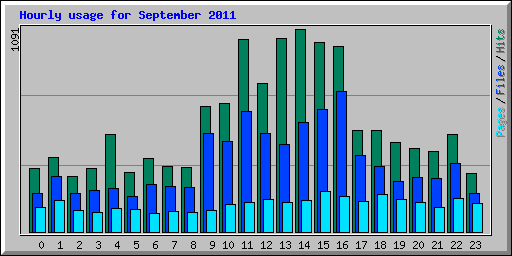 Hourly usage for September 2011
1091
Pages / Files / Hits
0 1 2 3 4 5 6 7 8 9 10 11 12 13 14 15 16 17 18 19 20 21 22 23